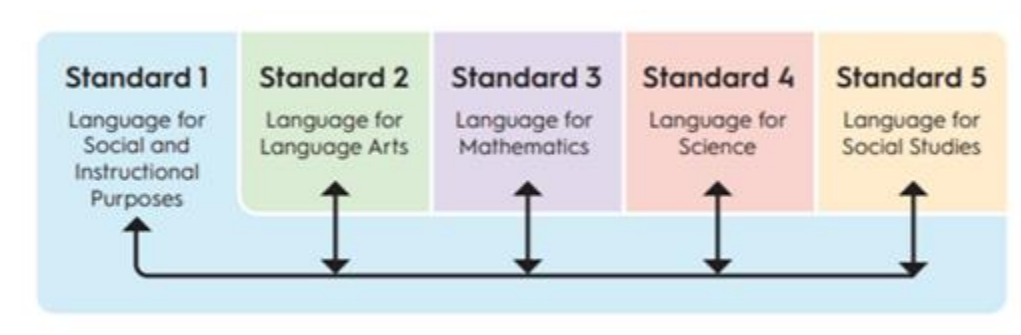 Standard 1
Language for
Social and
Instructional
Purposes
Standard 2
Language for
Language Arts
Standard 3
Language for
Mathematics
Standard 4
Language for
Science
Standard 5
Language for
Social Studies